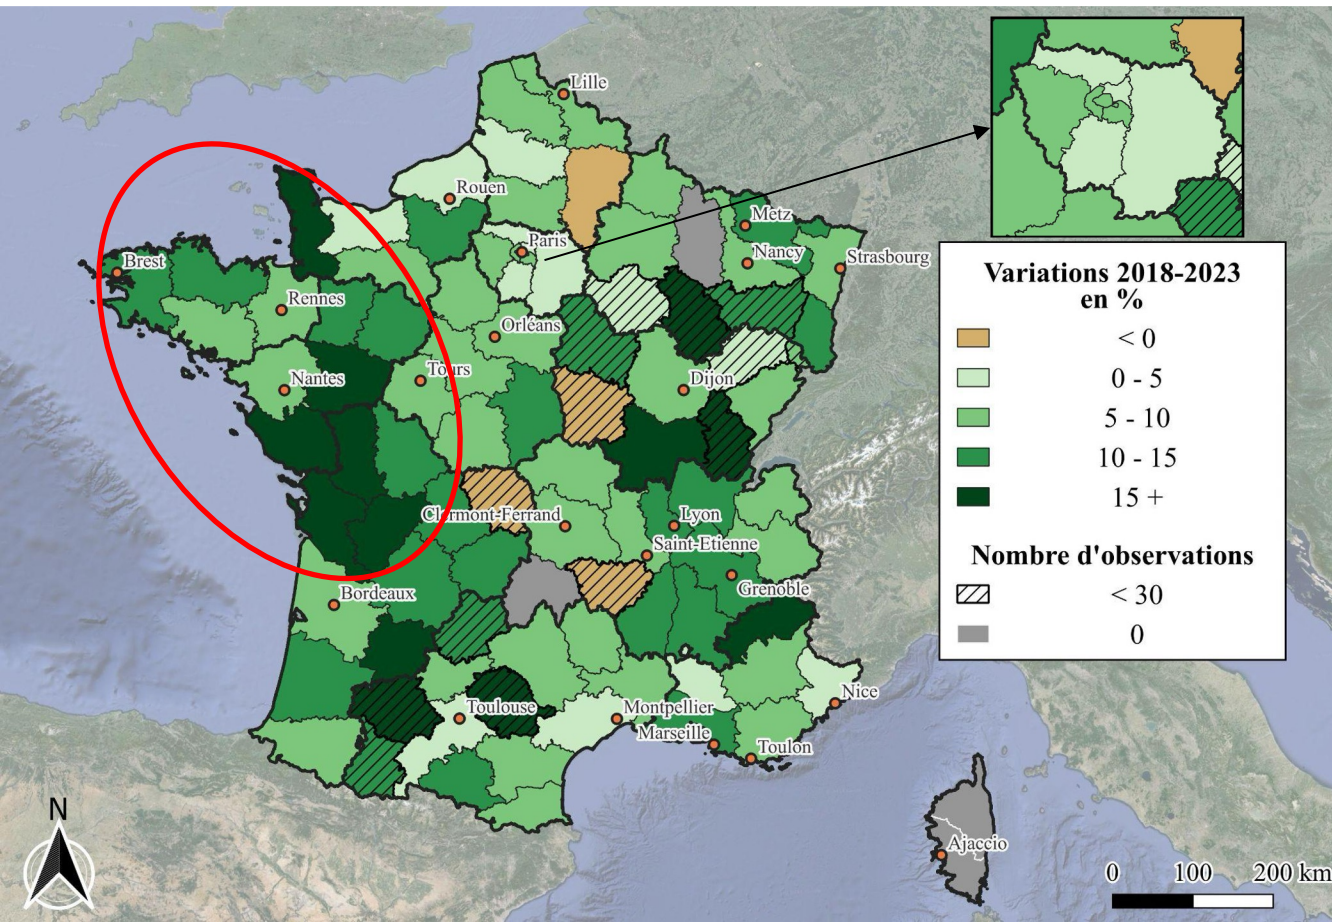 Lille
Rouen
Metz
Paris
Nancy
Strasbourg
Brest
Rennes
Orléans
Nantes
Tours
Dijon
Clermont-Ferrand
Lyon
Saint-Etienne
Grenoble
Bordeaux
Toulouse
Montpellier
Nice
Marseille
Toulon
Ajaccio
N
Variations 2018-2023
en %
< 0
0 - 5
5 - 10
10 - 15
15 +
Nombre d'observations
< 30
0
0 100 200 km